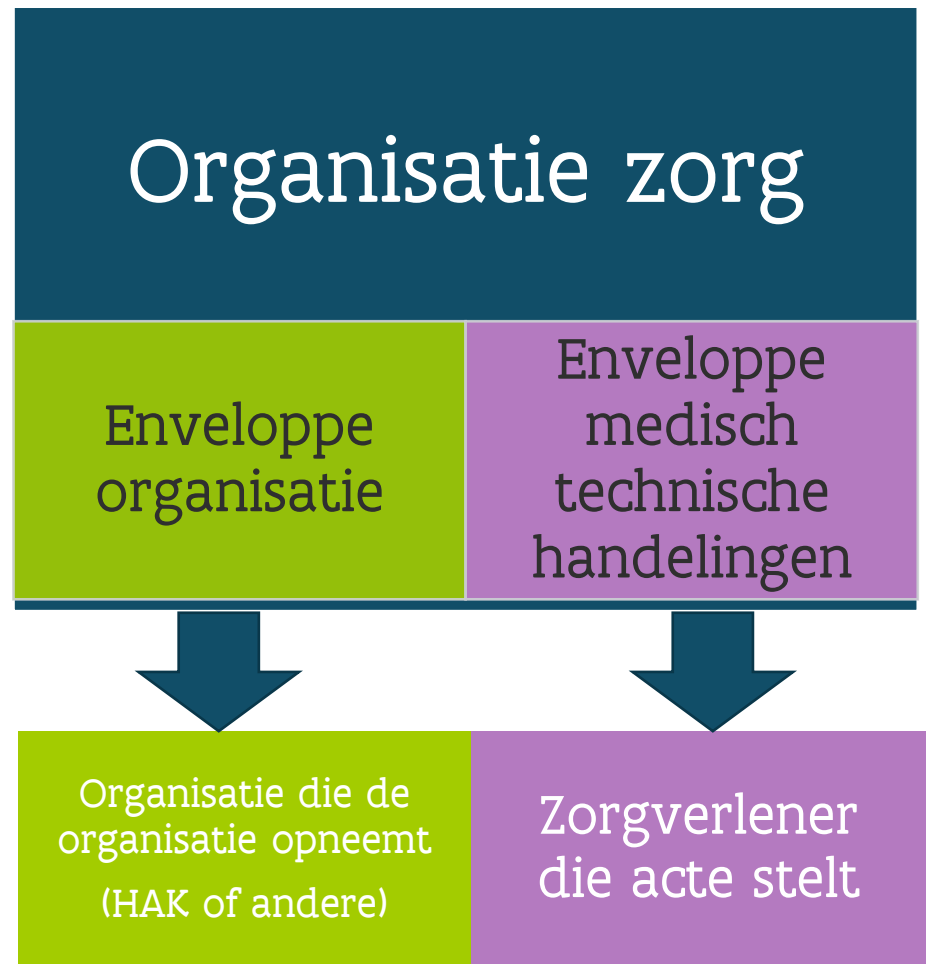 Organisatie zorg
Enveloppe
organisatie
Enveloppe
medisch
technische
handelingen
Organisatie die de
organisatie opneemt
(HAK of andere)
Zorgverlener
die acte stelt